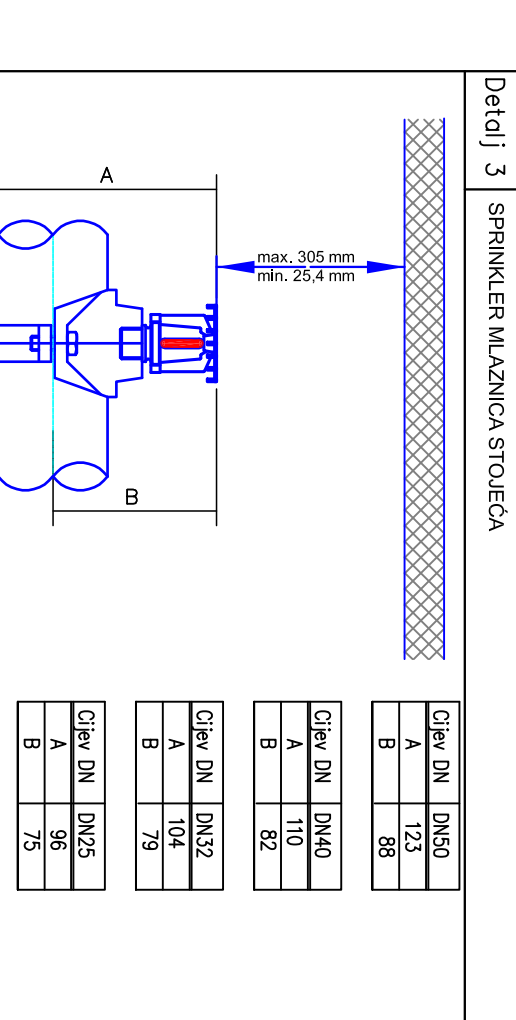 Detalj 3
SPRINKLER MLAZNICA STOJEĆA
A
max. 305 mm
min. 25,4 mm
B
Cijev DN DN50
A 123
B 88
Cijev DN DN40
A 110
B 82
Cijev DN DN32
A 104
B 79
Cijev DN DN25
A 96
B 75